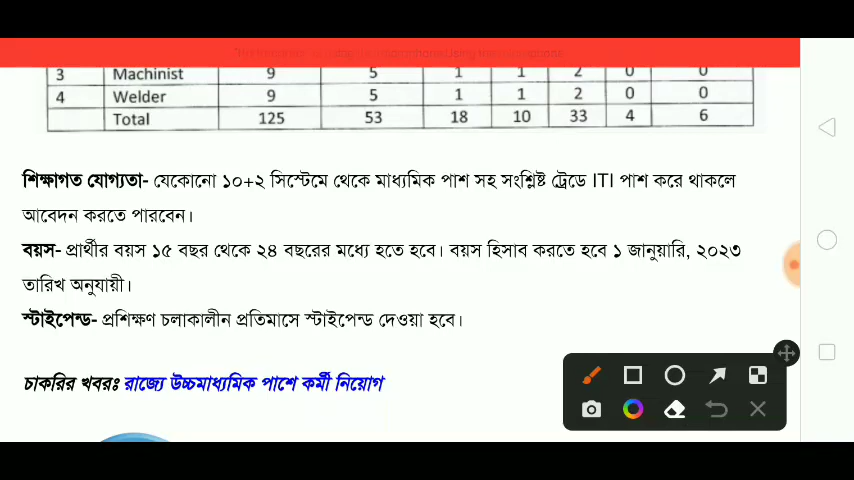 3 Machinist 9 5 1 1 2 0 0
4 Welder 9 5 1 1 2 0 0
Total 125 53 18 10 33 4 6
শিক্ষাগত যোগ্যতা- যেকোনো ১০+২ সিস্টেমে থেকে মাধ্যমিক পাশ সহ সংশ্লিষ্ট ট্রেডে ITI পাশ করে থাকলে
আবেদন করতে পারবেন।
বয়স- প্রার্থীর বয়স ১৫ বছর থেকে ২৪ বছরের মধ্যে হতে হবে। বয়স হিসাব করতে হবে ১ জানুয়ারি, ২০২৩
তারিখ অনুযায়ী।
স্টাইপেন্ড- প্রশিক্ষণ চলাকালীন প্রতিমাসে স্টাইপেন্ড দেওয়া হবে।
চাকরির খবরঃ রাজ্যে উচ্চমাধ্যমিক পাশে কর্মী নিয়োগ